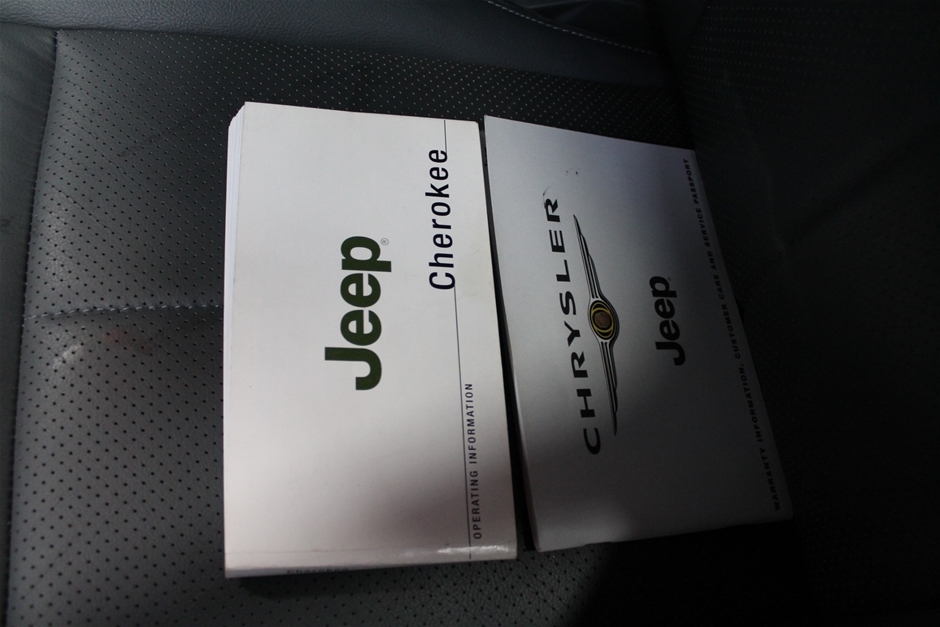 Jeep®
Cherokee
OPERATING INFORMATION
CHRYSLER
Jeep
WARRANTY INFORMATION, CUSTOMER CARE AND SERVICE PASSPORT